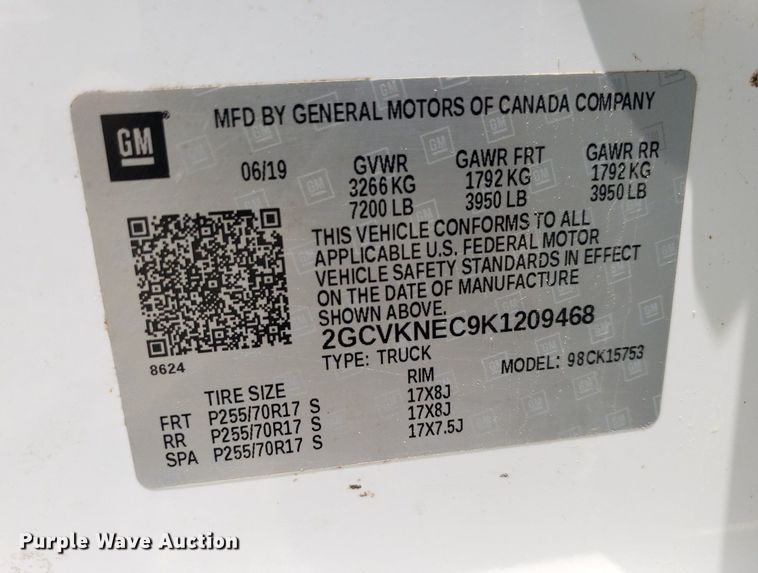 GM
MFD BY GENERAL MOTORS OF CANADA COMPANY
06/19 GVWR GAWR FRT GAWR RR
3266 KG 1792 KG 1792 KG
7200 LB 3950 LB 3950 LB
THIS VEHICLE CONFORMS TO ALL
APPLICABLE U.S. FEDERAL MOTOR
VEHICLE SAFETY STANDARDS IN EFFECT
ON THE DATE OF MANUFACTURE
SHOWN ABOVE.
2GCVKNEC9K1209468
8624
TYPE: TRUCK MODEL: 98CK15753
TIRE SIZE RIM
FRT P255/70R17 S 17X8J
RR P255/70R17 S 17X8J
SPA P255/70R17 S 17X7.5J
Purple Wave Auction